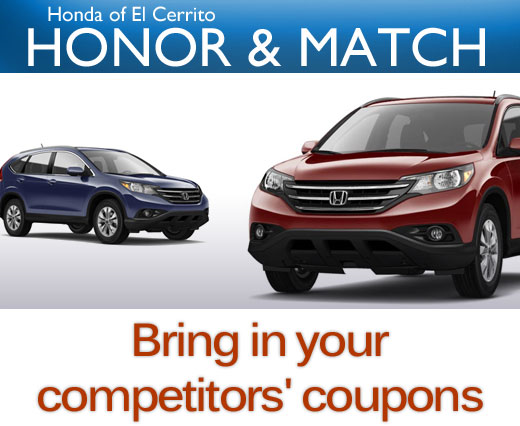 Honda of El Cerrito
HONOR & MATCH
Bring in your
competitors' coupons